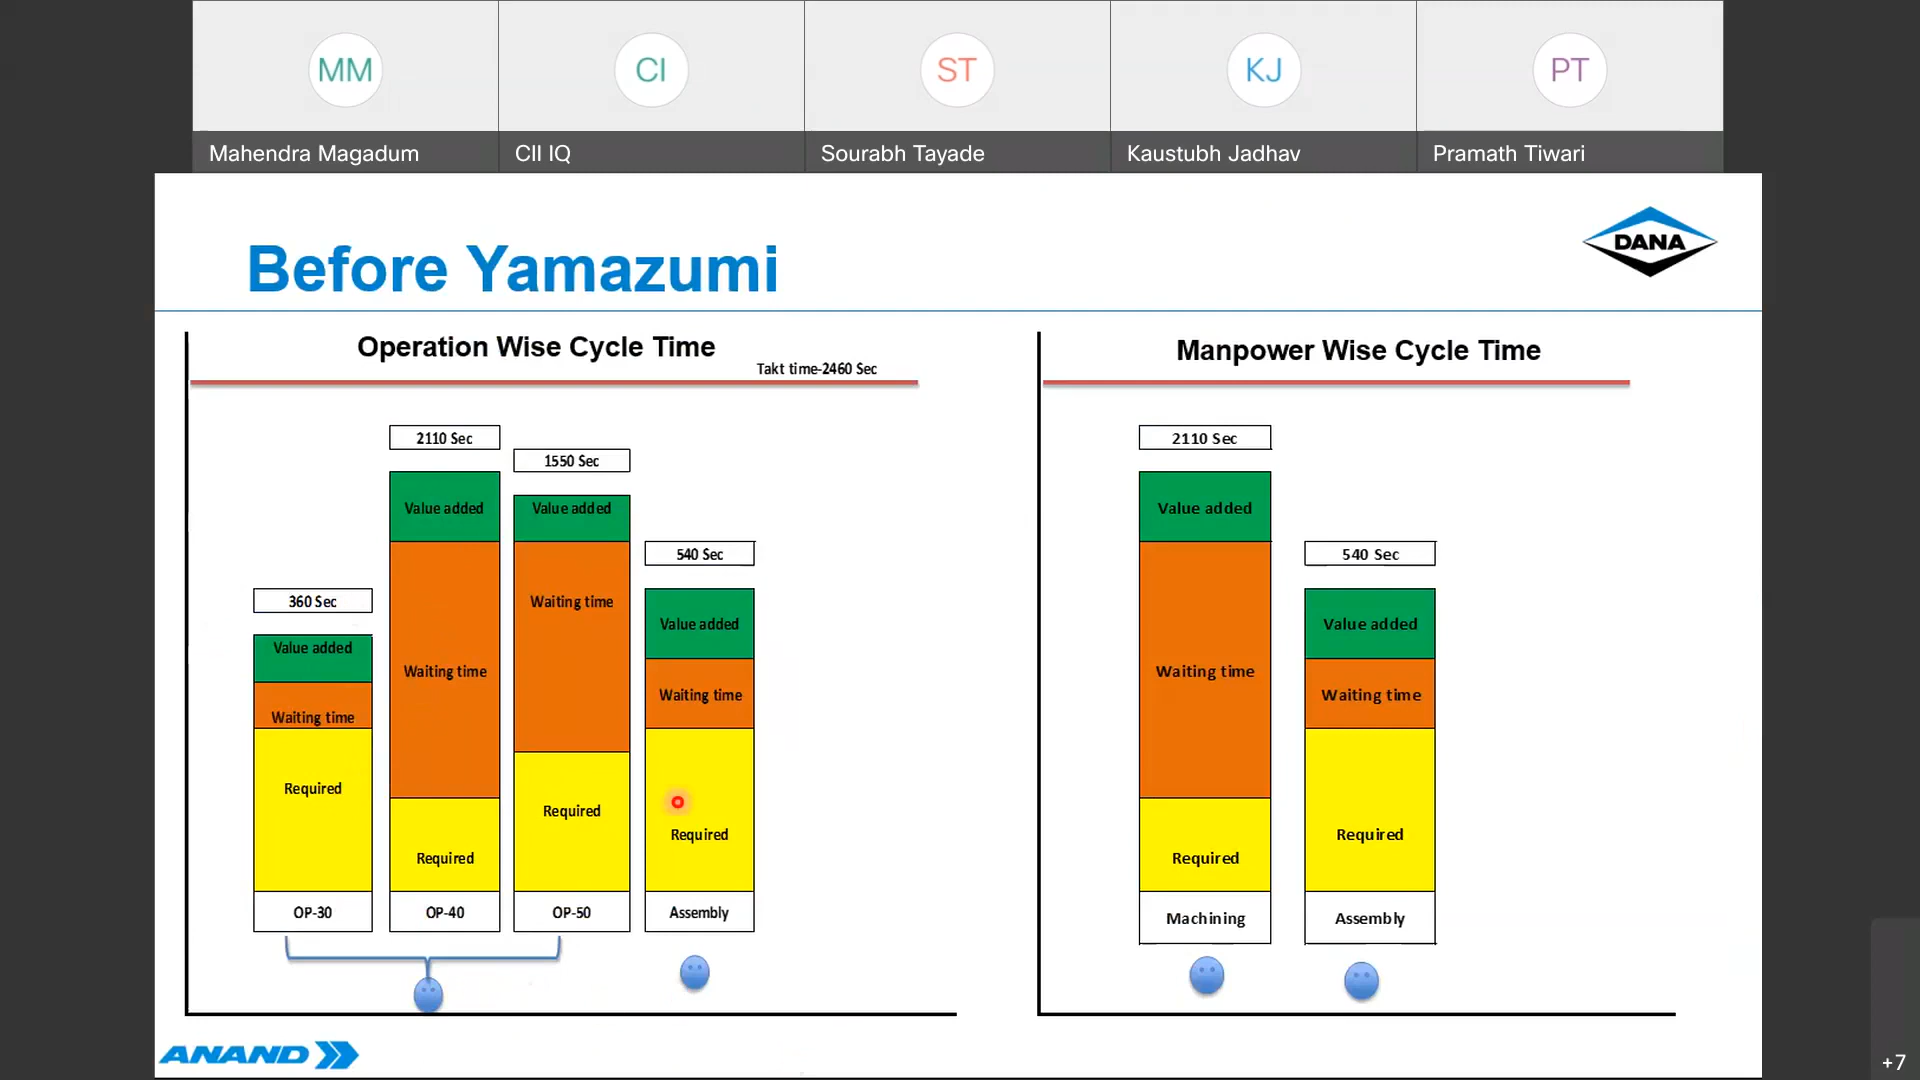 MM
CI
ST
KJ
PT
Mahendra Magadum
CII IQ
Sourabh Tayade
Kaustubh Jadhav
Pramath Tiwari
DANA
Before Yamazumi
Operation Wise Cycle Time
Takt time-2460 Sec
2110 Sec
1550 Sec
Value added
Value added
540 Sec
360 Sec
Waiting time
Value added
Value added
Waiting time
Waiting time
Waiting time
Required
Required
Required
Required
OP-30
OP-40
OP-50
Assembly
Manpower Wise Cycle Time
2110 Sec
Value added
540 Sec
Value added
Waiting time
Waiting time
Required
Required
Machining
Assembly
ANAND
+7